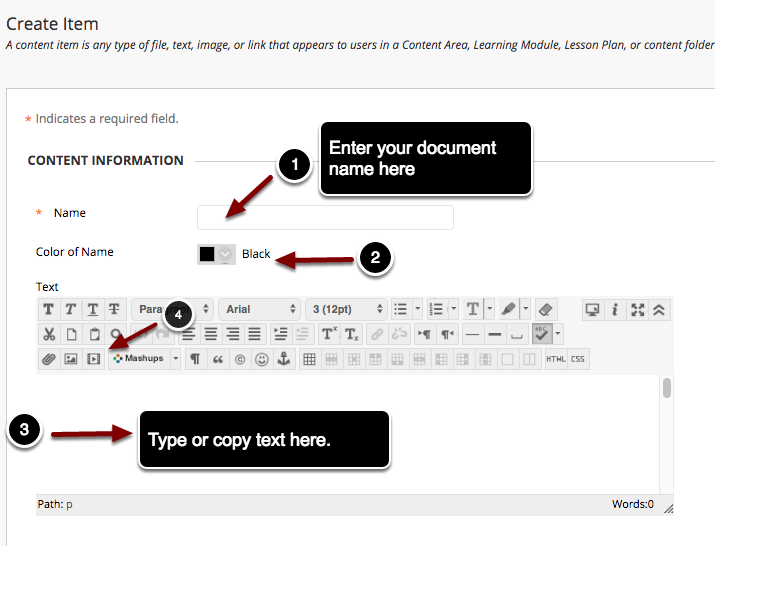 Create Item
A content item is any type of file, text, image, or link that appears to users in a Content Area, Learning Module, Lesson Plan, or content folder
* Indicates a required field.
CONTENT INFORMATION
1
Enter your document
name here
* Name
Color of Name
Black
2
Text
T T T T Arial 3 (12pt) T
4
Tx Tx ABC
Mashups ¶ “ © HTML CSS
3
Type or copy text here.
Path: p
Words:0